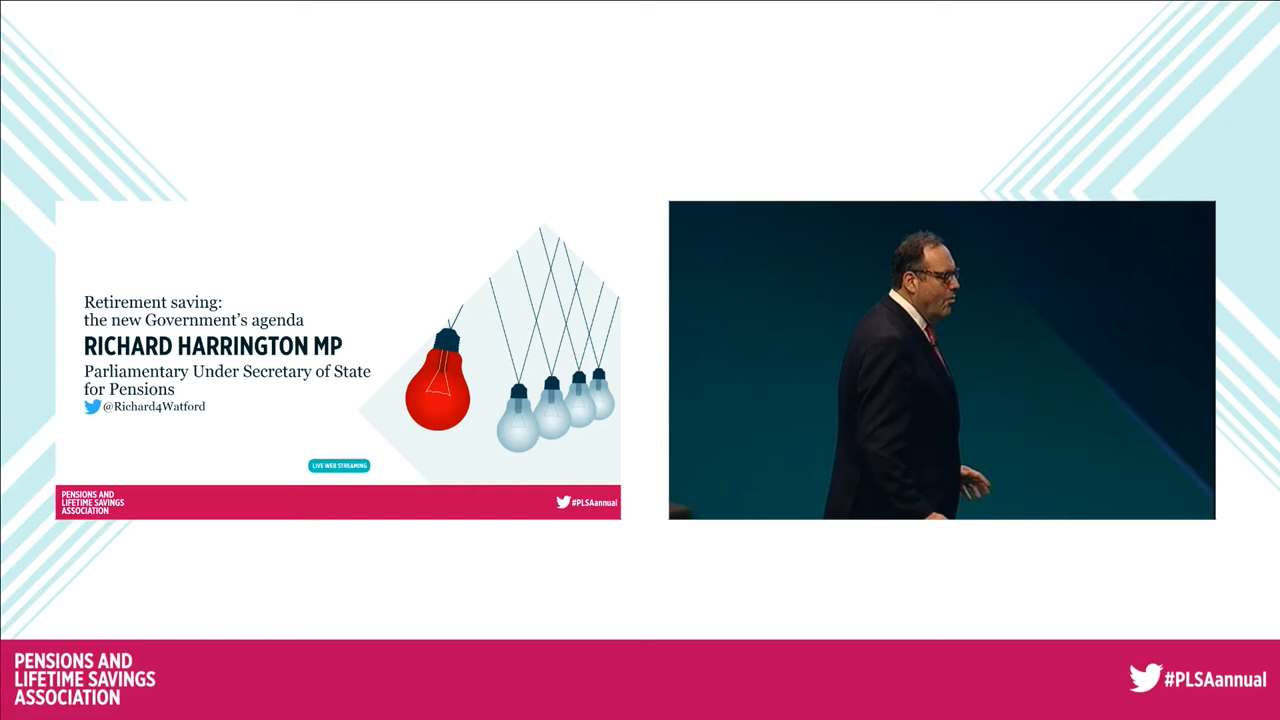 Retirement saving:
the new Government's agenda
RICHARD HARRINGTON MP
Parliamentary Under Secretary of State
for Pensions
@Richard4Watford
LIVE WEB STREAMING
PENSIONS AND
LIFETIME SAVINGS
ASSOCIATION
#PLSAannual
PENSIONS AND
LIFETIME SAVINGS
ASSOCIATION
#PLSAannual